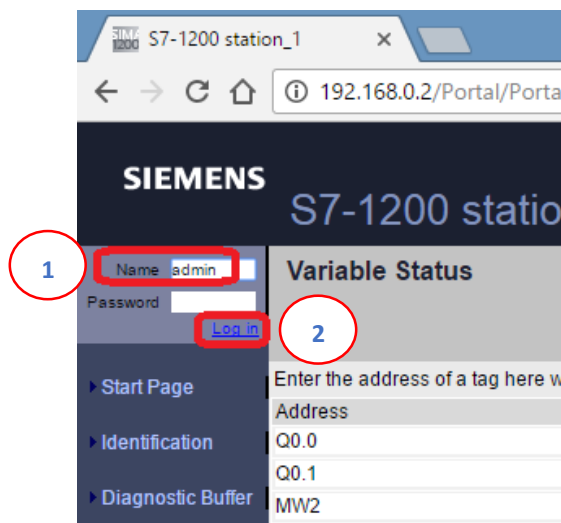 S7-1200 station_1
192.168.0.2/Portal/Porta
SIEMENS
S7-1200 statio
1
Name admin
Password
Log in
2
Variable Status
Start Page
Identification
Diagnostic Buffer
Enter the address of a tag here w
Address
Q0.0
Q0.1
MW2